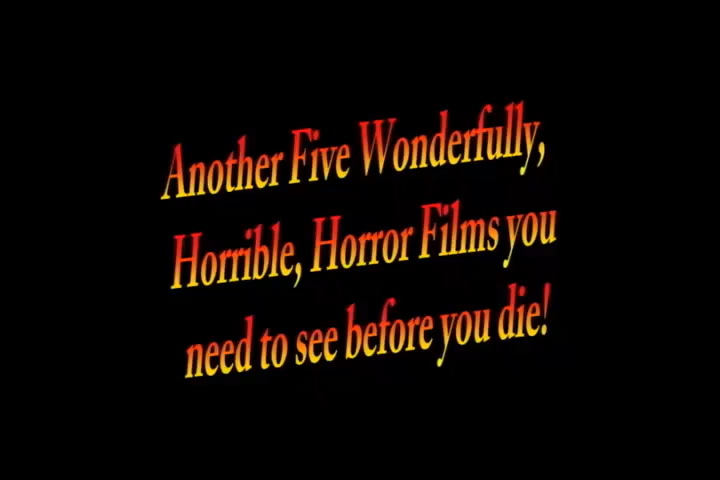 Another Five Wonderfully,
Horrible, Horror Films you
need to see before you die!